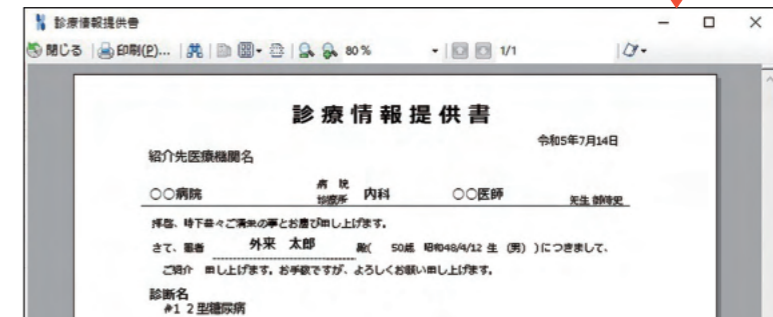 診療情報提供書
閉じる 印刷(P)... 80% 1/1
診療情報提供書
令和5年7月14日
紹介先医療機関名
○○病院 病院 診療所 内科 ○○医師 先生 御侍史
拝啓、時下益々ご清栄の事とお慶び申し上げます。
さて、患者 外来 太郎 殿( 50歳 昭和48/4/12 生 (男) )につきまして、
ご紹介 申し上げます。お手数ですが、よろしくお願い申し上げます。
診断名
#1 2型糖尿病